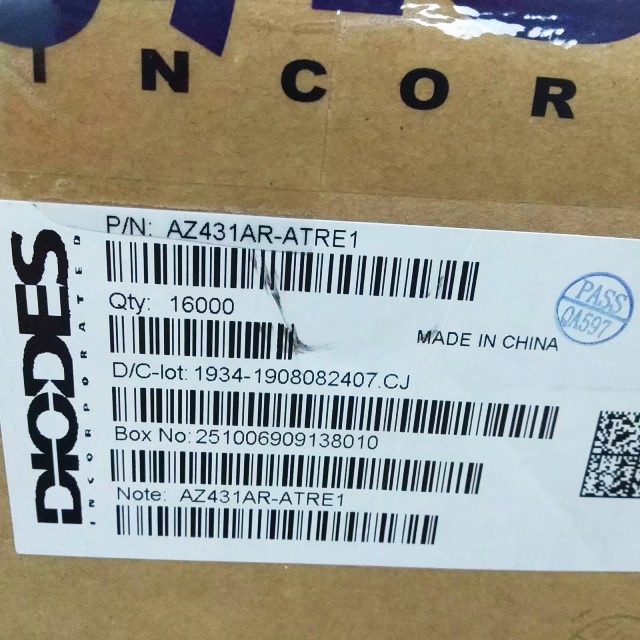 INCOR
P/N: AZ431AR-ATRE1
Qty: 16000
MADE IN CHINA
D/C-lot: 1934-1908082407.CJ
Box No: 251006909138010
Note: AZ431AR-ATRE1
DIODES
INCORPORATED
PASS
QA597